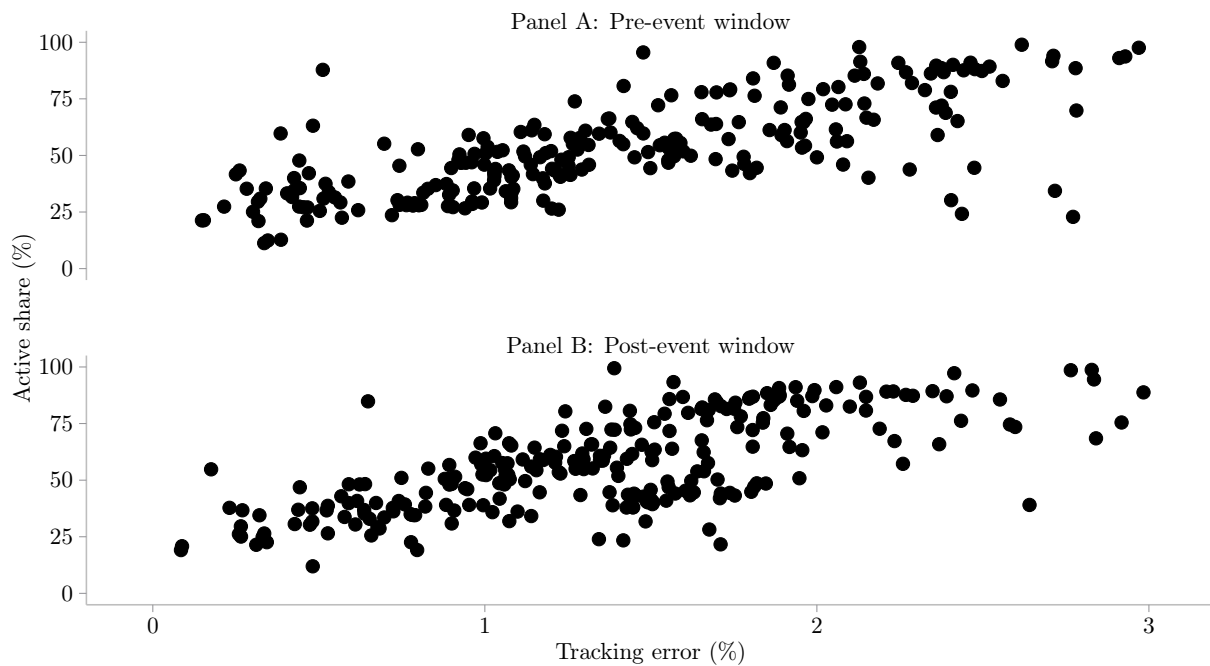 Panel A: Pre-event window
100
75
50
25
0
Active share (%)
Panel B: Post-event window
100
75
50
25
0
0 1 2 3
Tracking error (%)